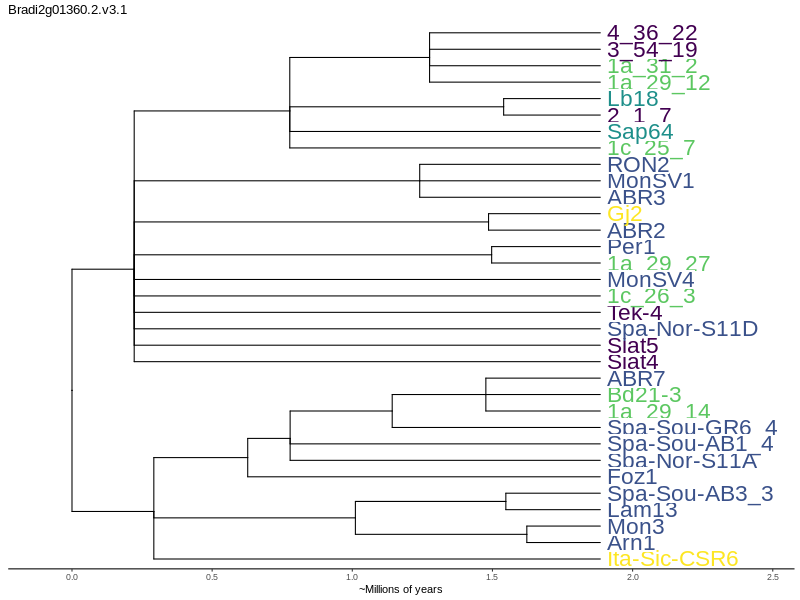 Bradi2g01360.2.v3.1
4_36_22
3_54_19
1a_31_2
1a_29_12
Lb18
2_1_7
Sap64
1c_25_7
RON2
MonSV1
ABR3
Gj2
ABR2
Per1
1a_29_27
MonSV4
1c_26_3
Tek-4
Spa-Nor-S11D
Siat5
Siat4
ABR7
Bd21-3
1a_29_14
Spa-Sou-GR6_4
Spa-Sou-AB1_4
Spa-Nor-S11A
Foz1
Spa-Sou-AB3_3
Lam13
Mon3
Arn1
Ita-Sic-CSR6
0.0 0.5 1.0 1.5 2.0 2.5
~Millions of years